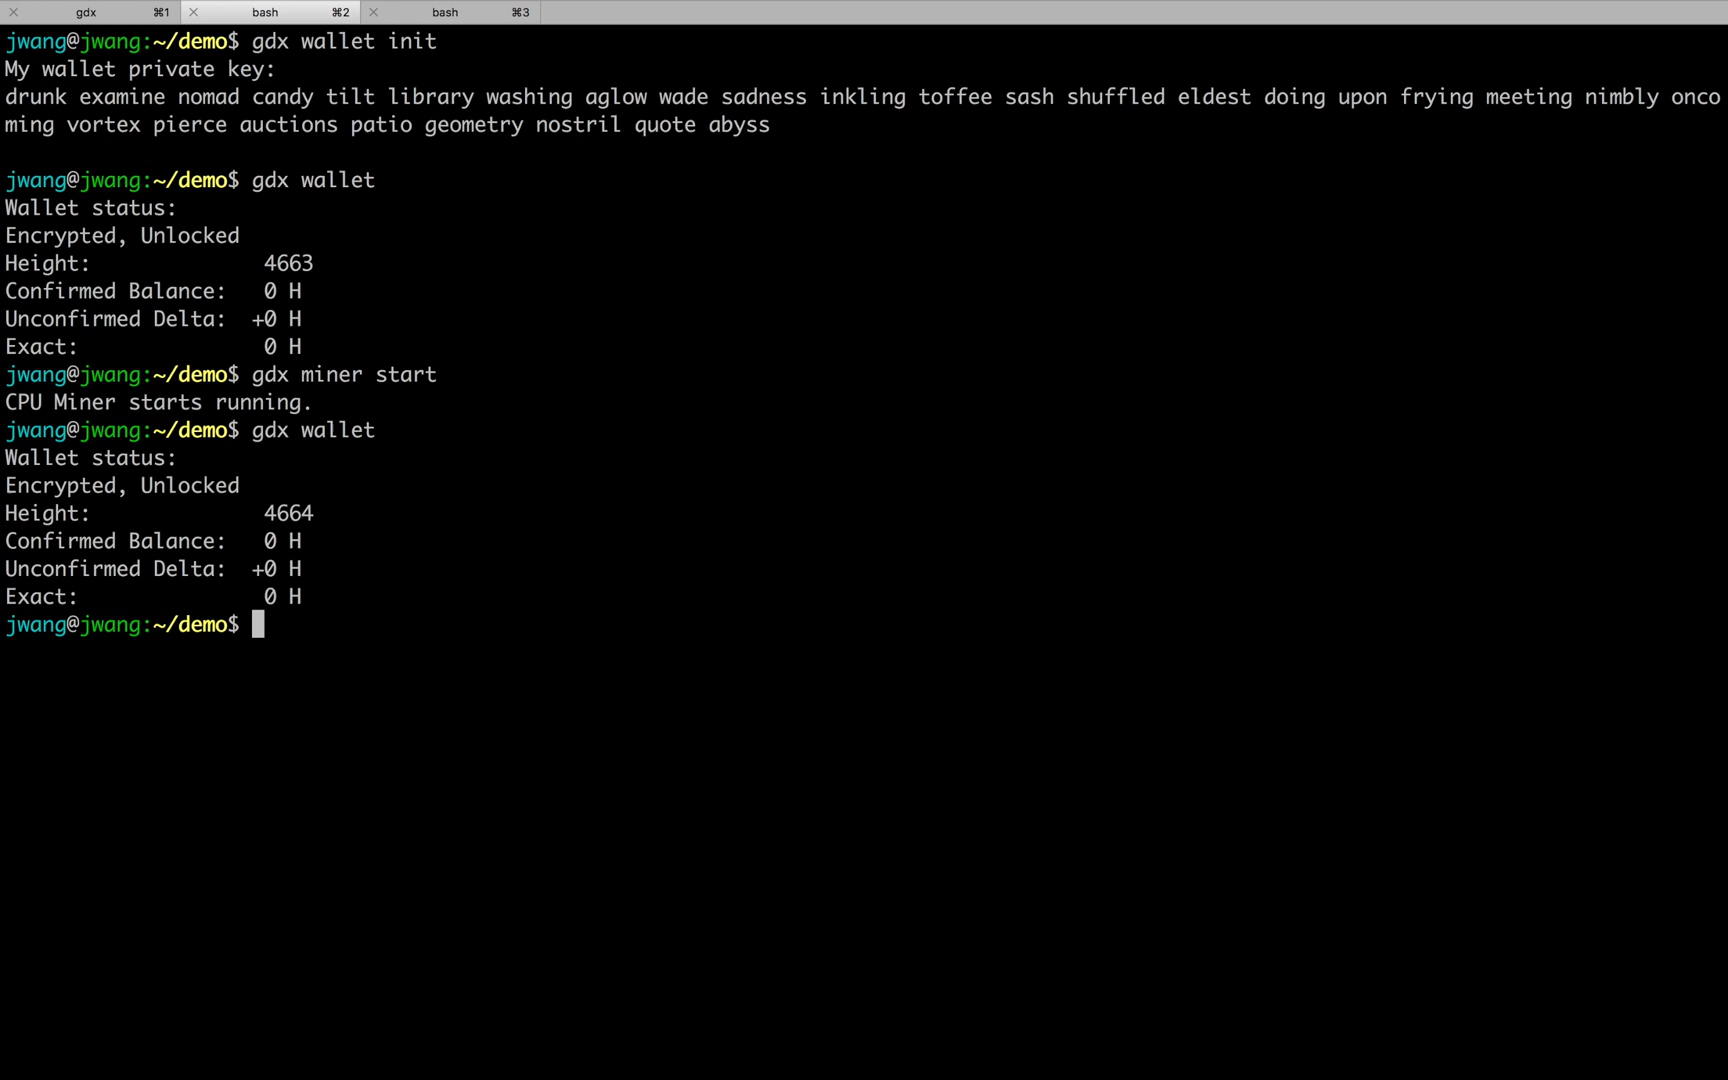 gdx ⌘1 bash ⌘2 bash ⌘3
jwang@jwang:~/demo$ gdx wallet init
My wallet private key:
drunk examine nomad candy tilt library washing aglow wade sadness inkling toffee sash shuffled eldest doing upon frying meeting nimbly onco
ming vortex pierce auctions patio geometry nostril quote abyss
jwang@jwang:~/demo$ gdx wallet
Wallet status:
Encrypted, Unlocked
Height: 4663
Confirmed Balance: 0 H
Unconfirmed Delta: +0 H
Exact: 0 H
jwang@jwang:~/demo$ gdx miner start
CPU Miner starts running.
jwang@jwang:~/demo$ gdx wallet
Wallet status:
Encrypted, Unlocked
Height: 4664
Confirmed Balance: 0 H
Unconfirmed Delta: +0 H
Exact: 0 H
jwang@jwang:~/demo$